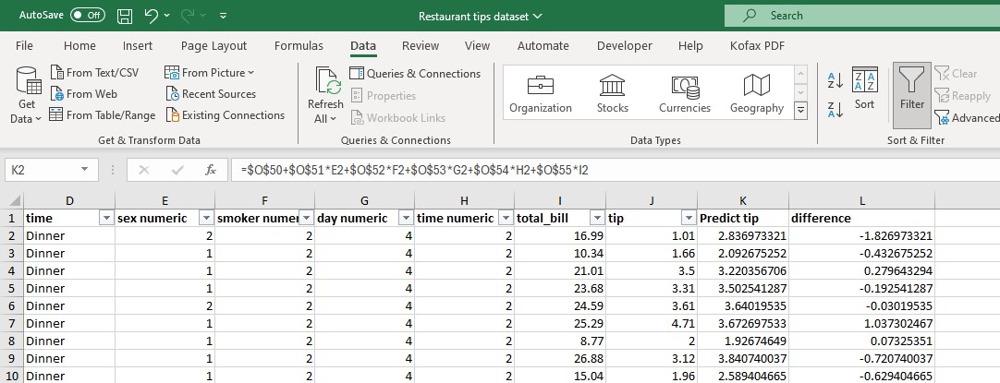 AutoSave Off Restaurant tips dataset Search
File Home Insert Page Layout Formulas Data Review View Automate Developer Help Kofax PDF
From Text/CSV From Picture Queries & Connections Clear
Get Data From Web Recent Sources Refresh All Properties Organization Stocks Currencies Geography Sort Filter Reapply
From Table/Range Existing Connections Workbook Links Advanced
Get & Transform Data Queries & Connections Data Types Sort & Filter
K2 fx =$O$50+$O$51*E2+$O$52*F2+$O$53*G2+$O$54*H2+$O$55*I2
D E F G H I J K L
1 time sex numeric smoker numer day numeric time numeric total_bill tip Predict tip difference
2 Dinner 2 2 4 2 16.99 1.01 2.836973321 -1.826973321
3 Dinner 1 2 4 2 10.34 1.66 2.092675252 -0.432675252
4 Dinner 1 2 4 2 21.01 3.5 3.220356706 0.279643294
5 Dinner 1 2 4 2 23.68 3.31 3.502541287 -0.192541287
6 Dinner 2 2 4 2 24.59 3.61 3.64019535 -0.03019535
7 Dinner 1 2 4 2 25.29 4.71 3.672697533 1.037302467
8 Dinner 1 2 4 2 8.77 2 1.92674649 0.07325351
9 Dinner 1 2 4 2 26.88 3.12 3.840740037 -0.720740037
10 Dinner 1 2 4 2 15.04 1.96 2.589404665 -0.629404665